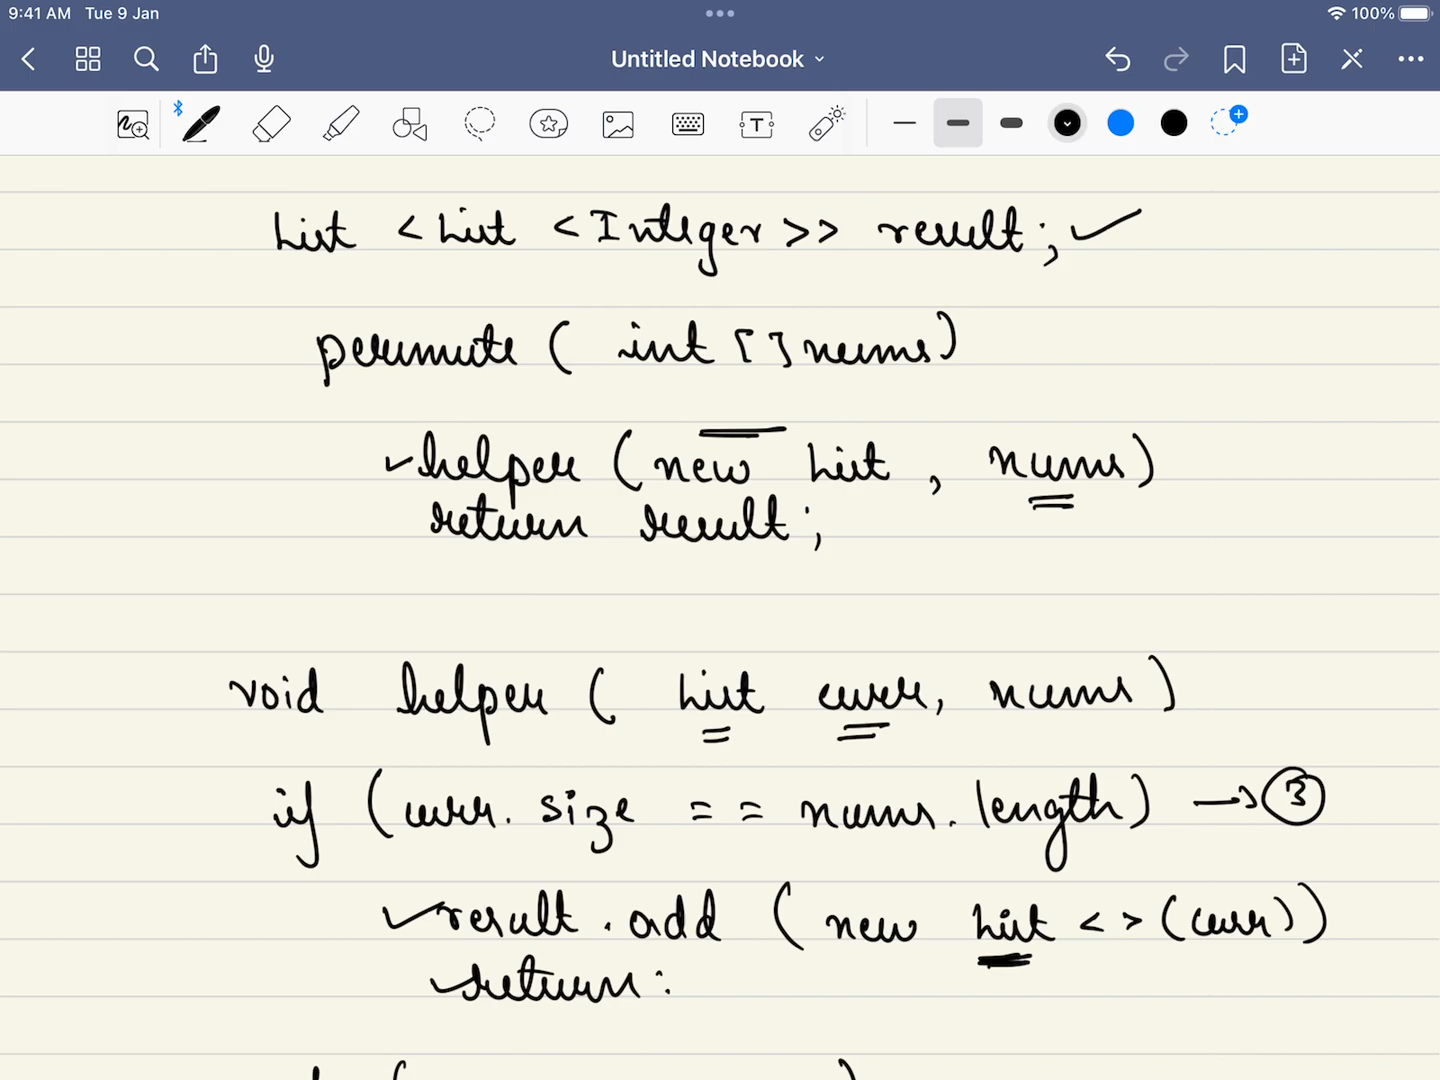 9:41 AM Tue 9 Jan 100%
Untitled Notebook
T
List <List <Integer>> result;
permute ( int [] nums)
helper (new List , nums)
return result;
void helper ( List curr, nums )
if (curr. size == nums. length) → 3
result . add ( new List < > (curr))
return: